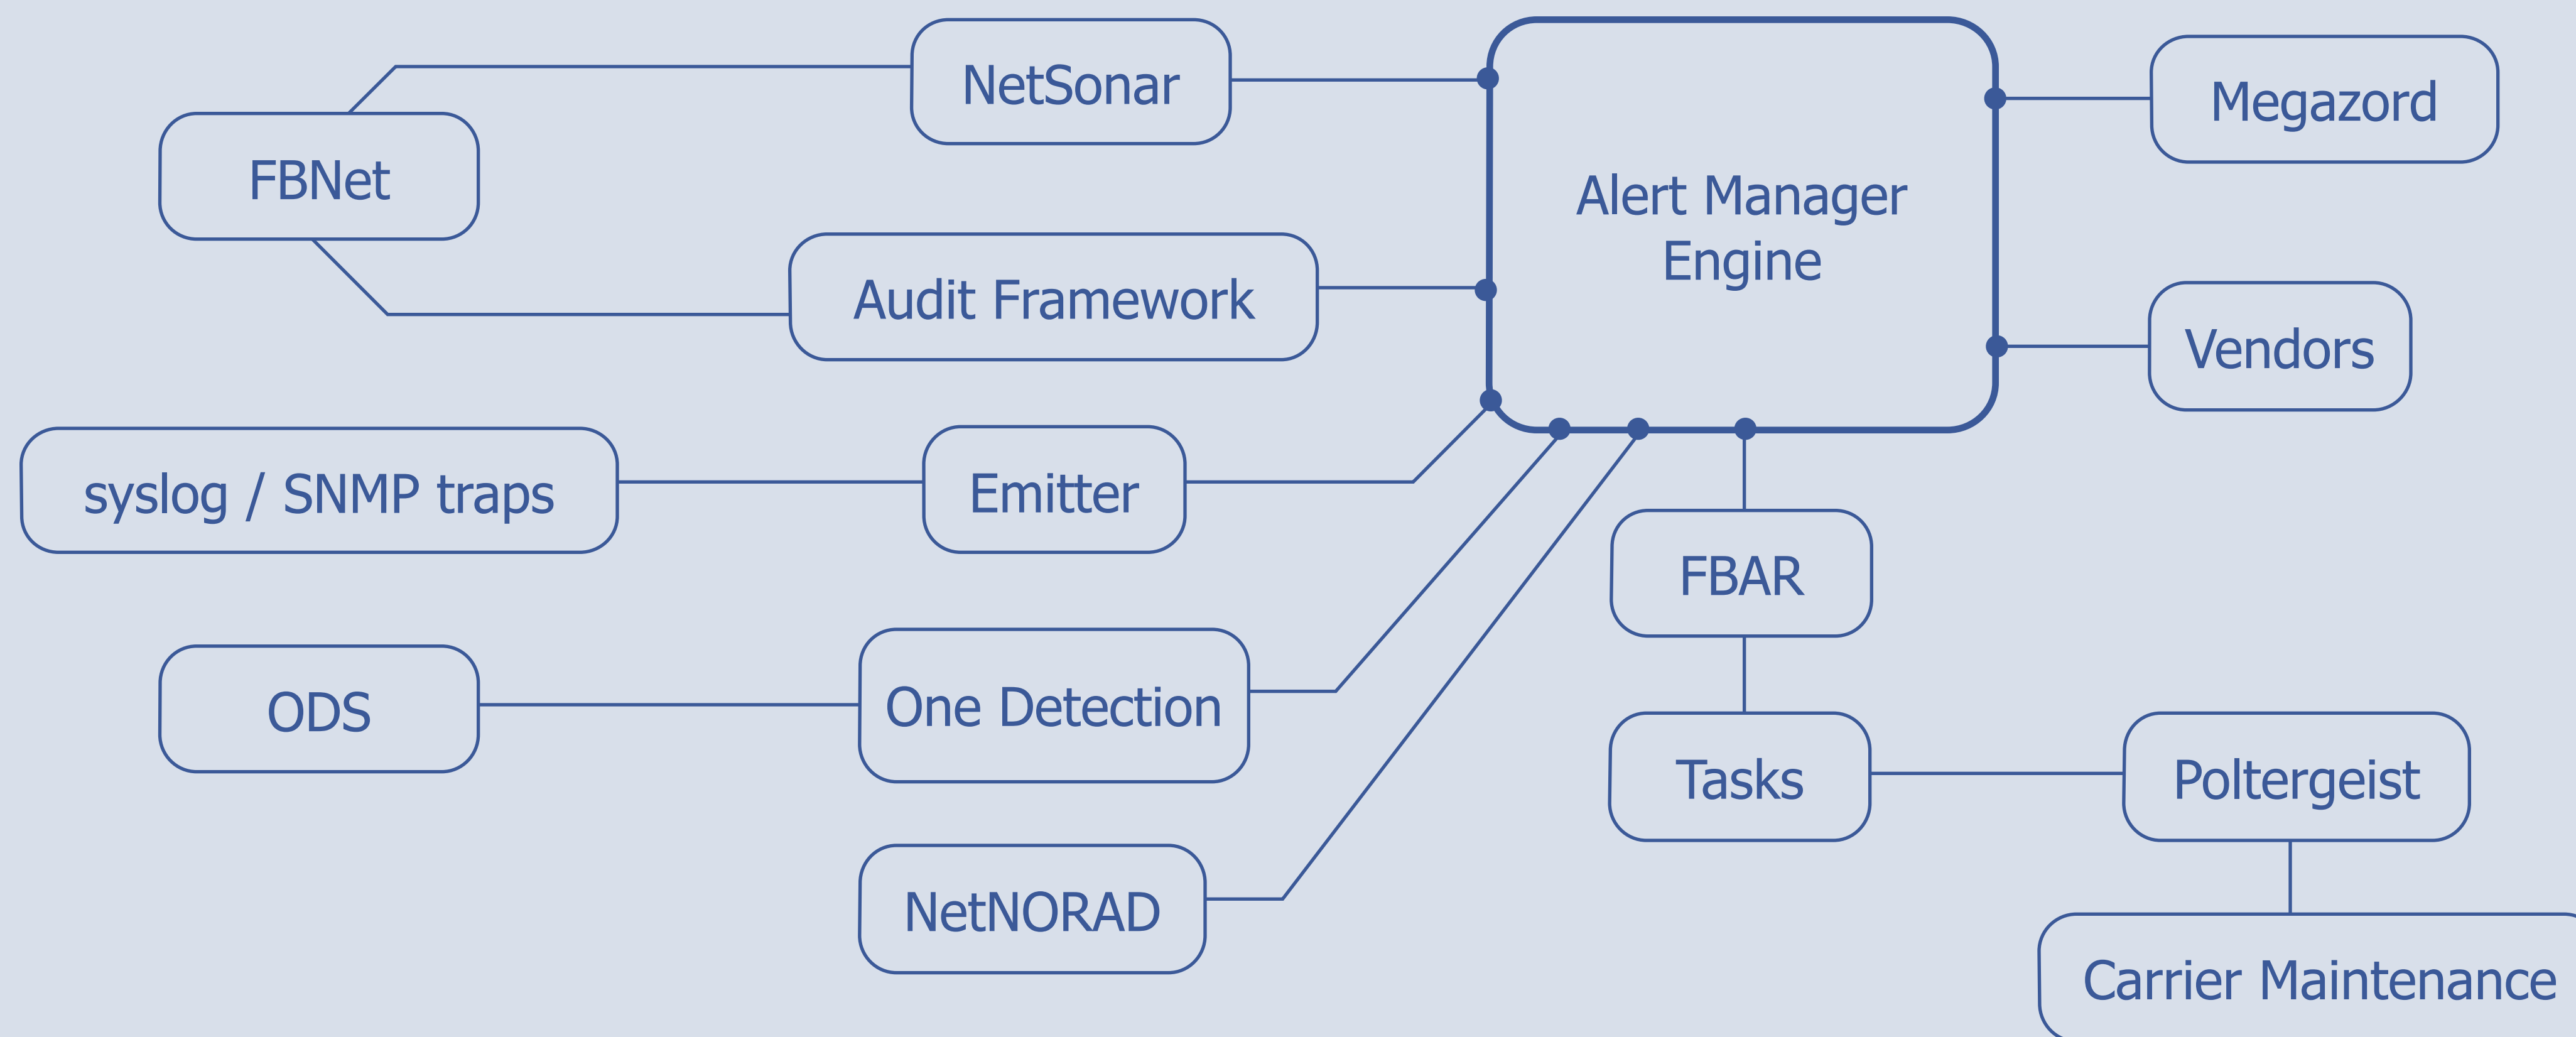 NetSonar
Megazord
FBNet
Alert Manager
Engine
Audit Framework
Vendors
syslog / SNMP traps
Emitter
FBAR
ODS
One Detection
Tasks
Poltergeist
NetNORAD
Carrier Maintenance